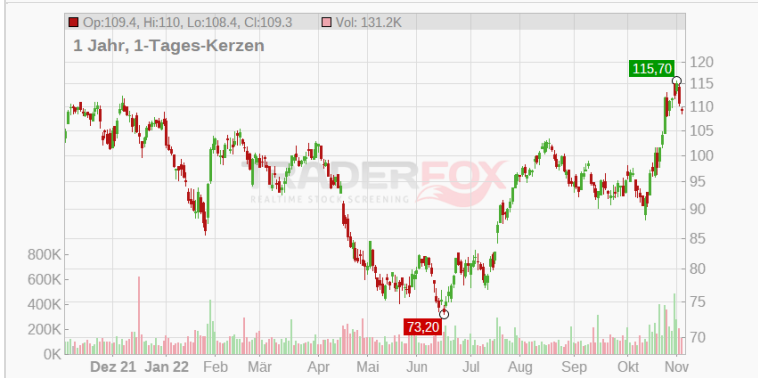 Op:109.4, Hi:110, Lo:108.4, Cl:109.3 Vol: 131.2K
1 Jahr, 1-Tages-Kerzen
120
115,70
115
110
105
100
TRADERFOX
95
REALTIME STOCK SCREENING
90
85
800K
80
600K
400K
75
73,20
200K
70
0K
Dez 21 Jan 22 Feb Mär Apr Mai Jun Jul Aug Sep Okt Nov